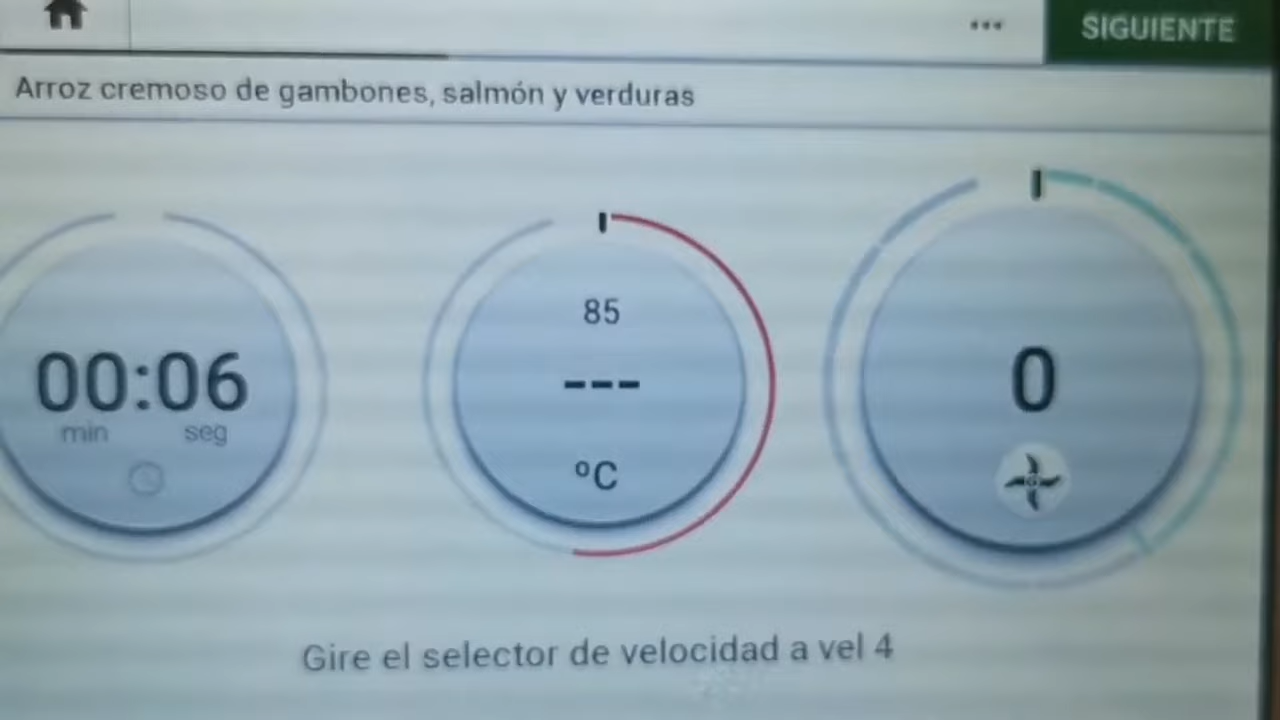 ...
SIGUIENTE
Arroz cremoso de gambones, salmón y verduras
00:06
min seg
85
---
ºC
0
Gire el selector de velocidad a vel 4